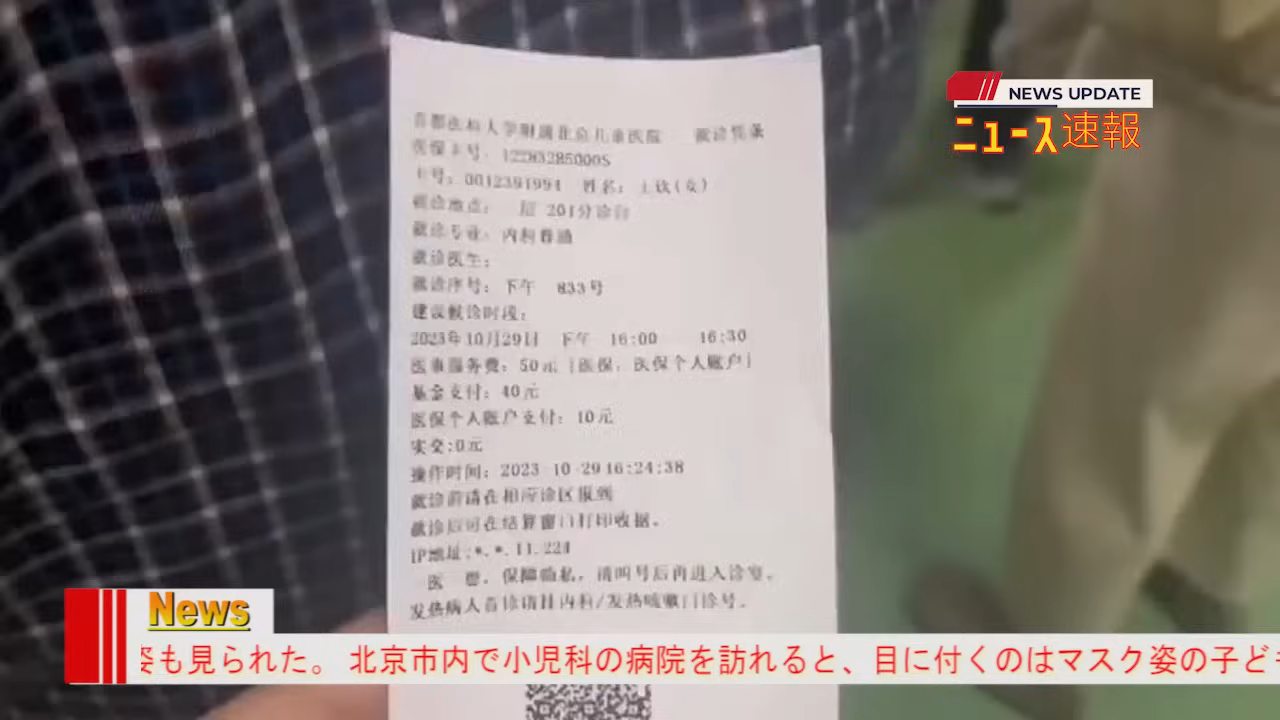 首都医科大学附属北京儿童医院 就诊凭条
医保卡号: 12283285000S
卡号: 0012391994 姓名: (女)
就诊地点: 层 201分诊台
就诊专业: 内科普通
就诊医生:
就诊序号: 下午 833号
建议候诊时段:
2023年10月29日 下午 16:00 16:30
医事服务费: 50元 (医保, 医保个人账户)
基金支付: 40元
医保个人账户支付: 10元
实交:0元
操作时间: 2023-10-29 16:24:38
就诊前请在相应诊区报到
就诊后可在结算窗口打印收据。
IP地址:*.*.11.224
医 患, 保障隐私, 请叫号后再进入诊室。
发热病人首诊请挂内科/发热咳嗽门诊号。
NEWS UPDATE
ニュース速報
News
姿も見られた。 北京市内で小児科の病院を訪れると、目に付くのはマスク姿の子ども